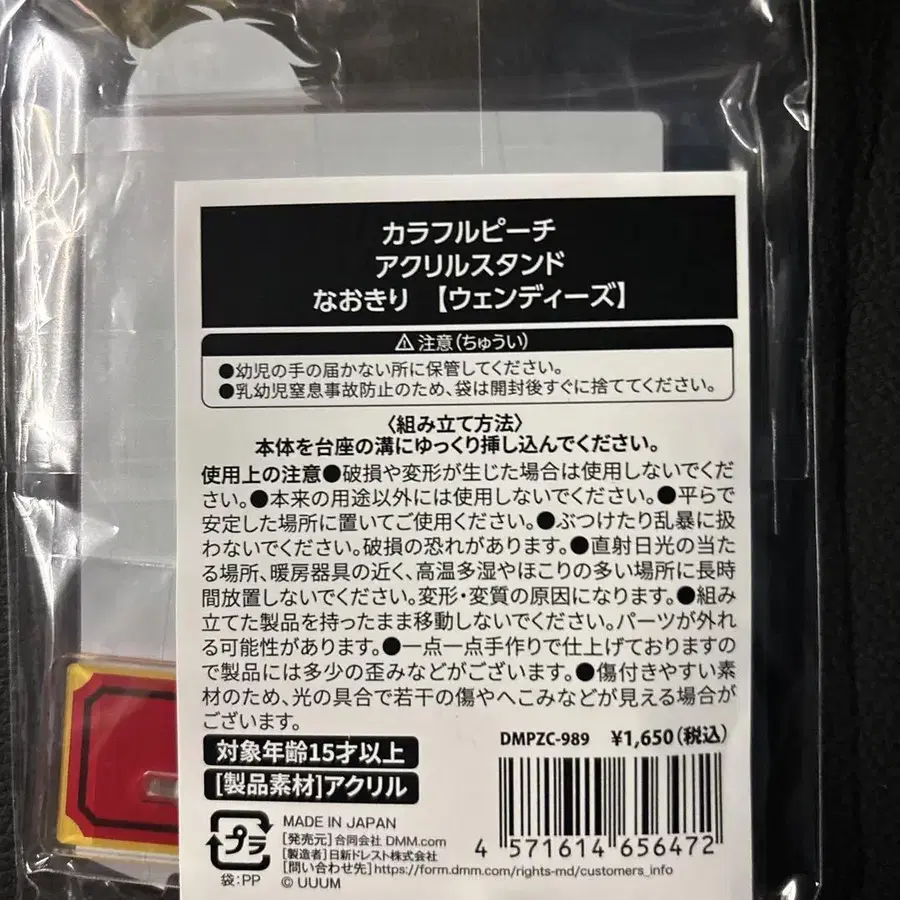 カラフルピーチ
アクリルスタンド
なおきり 【ウェンディーズ】
⚠注意(ちゅうい)
●幼児の手の届かない所に保管してください。
●乳幼児窒息事故防止のため、袋は開封後すぐに捨ててください。
〈組み立て方法〉
本体を台座の溝にゆっくり挿し込んでください。
使用上の注意●破損や変形が生じた場合は使用しないでくだ
さい。●本来の用途以外には使用しないでください。●平らで
安定した場所に置いてご使用ください。●ぶつけたり乱暴に扱
わないでください。破損の恐れがあります。●直射日光の当た
る場所、暖房器具の近く、高温多湿やほこりの多い場所に長時
間放置しないでください。変形・変質の原因になります。●組み
立てた製品を持ったまま移動しないでください。パーツが外れ
る可能性があります。●一点一点手作りで仕上げておりますの
で製品には多少の歪みなどがございます。●傷付きやすい素
材のため、光の具合で若干の傷やへこみなどが見える場合が
ございます。
対象年齢15才以上
[製品素材]アクリル
DMPZC-989 ¥1,650(税込)
プラ
袋:PP
MADE IN JAPAN
[発売元]合同会社 DMM.com
[製造者]日新ドレスト株式会社
[問い合わせ先]https://form.dmm.com/rights-md/customers_info
© UUUM
4 571614 656472